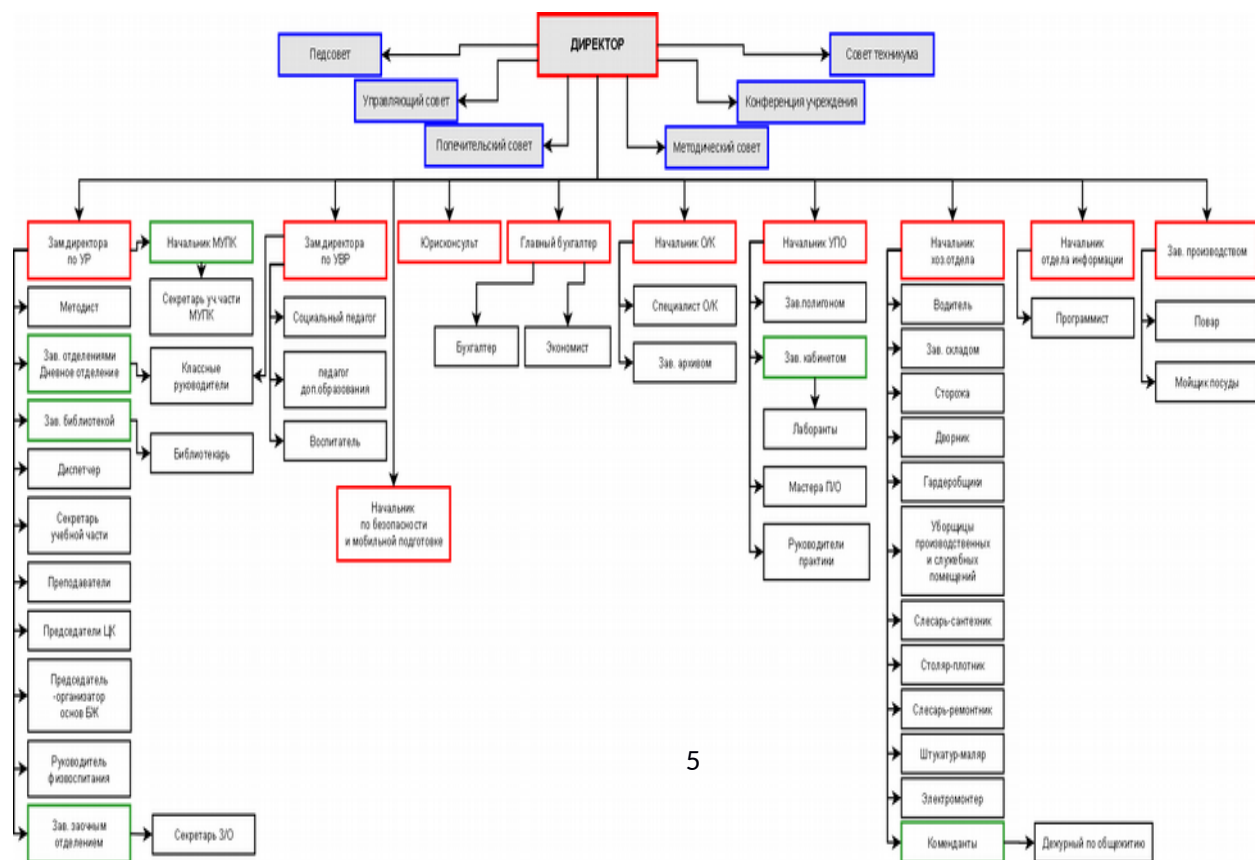 ДИРЕКТОР
Педсовет
Совет техникума
Управляющий совет
Конференция учреждения
Попечительский совет
Методический совет
Зам.директора
по УР
Начальник МУПК
Зам.директора
по УВР
Юрисконсульт
Главный бухгалтер
Начальник О/К
Начальник УПО
Начальник
хоз.отдела
Начальник
отдела информации
Зав. производством
Методист
Зав. отделениями
Дневное отделение
Зав. библиотекой
Диспетчер
Секретарь
учебной части
Преподаватели
Председатели ЦК
Председатель
-организатор
основ БЖ
Руководитель
физвоспитания
Зав. заочным
отделением
Секретарь З/О
Секретарь уч.части
МУПК
Классные
руководители
Библиотекарь
Социальный педагог
педагог
доп.образования
Воспитатель
Начальник
по безопасности
и мобильной подготовке
Бухгалтер
Экономист
Специалист О/К
Зав. архивом
Зав.полигоном
Зав. кабинетом
Лаборанты
Мастера П/О
Руководители
практики
Водитель
Зав. складом
Сторожа
Дворник
Гардеробщики
Уборщицы
производственных
и служебных
помещений
Слесарь-сантехник
Столяр-плотник
Слесарь-ремонтник
Штукатур-маляр
Электромонтер
Коменданты
Дежурный по общежитию
Программист
Повар
Мойщик посуды
5